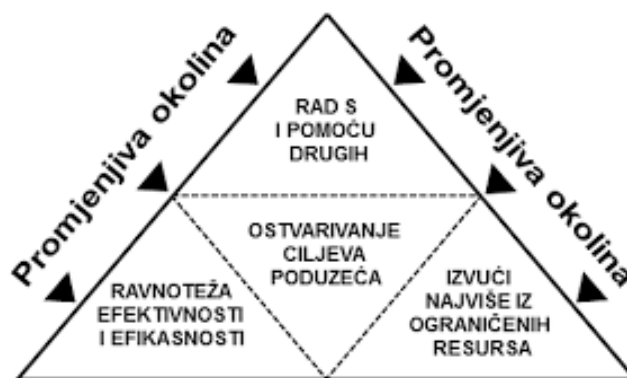 Promjenjiva okolina
Promjenjiva okolina
RAD S
I POMOĆU
DRUGIH
OSTVARIVANJE
CILJEVA
PODUZEĆA
RAVNOTEŽA
EFEKTIVNOSTI
I EFIKASNOSTI
IZVUĆI
NAJVIŠE IZ
OGRANIČENIH
RESURSA